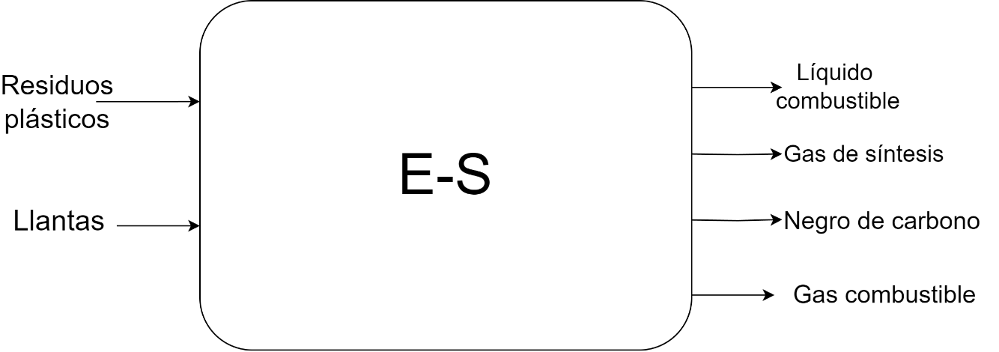 Residuos
plásticos
Llantas
E-S
Líquido
combustible
Gas de síntesis
Negro de carbono
Gas combustible